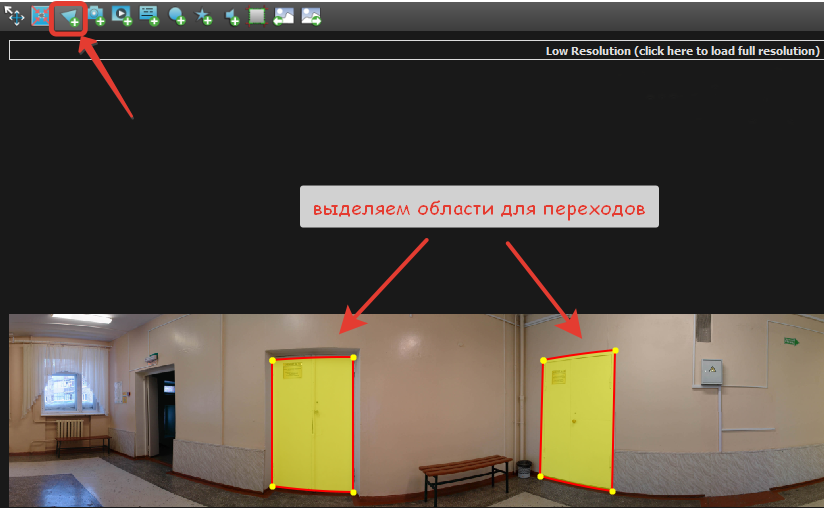 Low Resolution (click here to load full resolution)
выделяем области для переходов